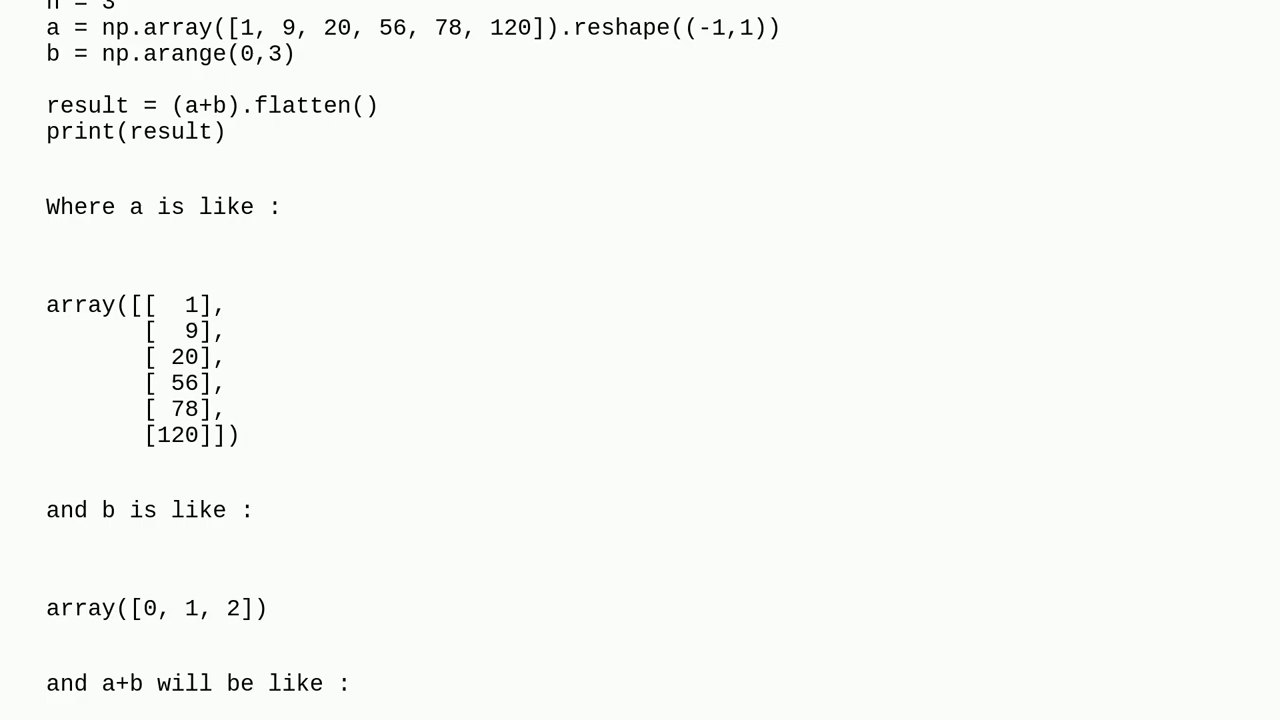 n = 3
a = np.array([1, 9, 20, 56, 78, 120]).reshape((-1,1))
b = np.arange(0,3)
result = (a+b).flatten()
print(result)
Where a is like :
array([[  1],
       [  9],
       [ 20],
       [ 56],
       [ 78],
       [120]])
and b is like :
array([0, 1, 2])
and a+b will be like :